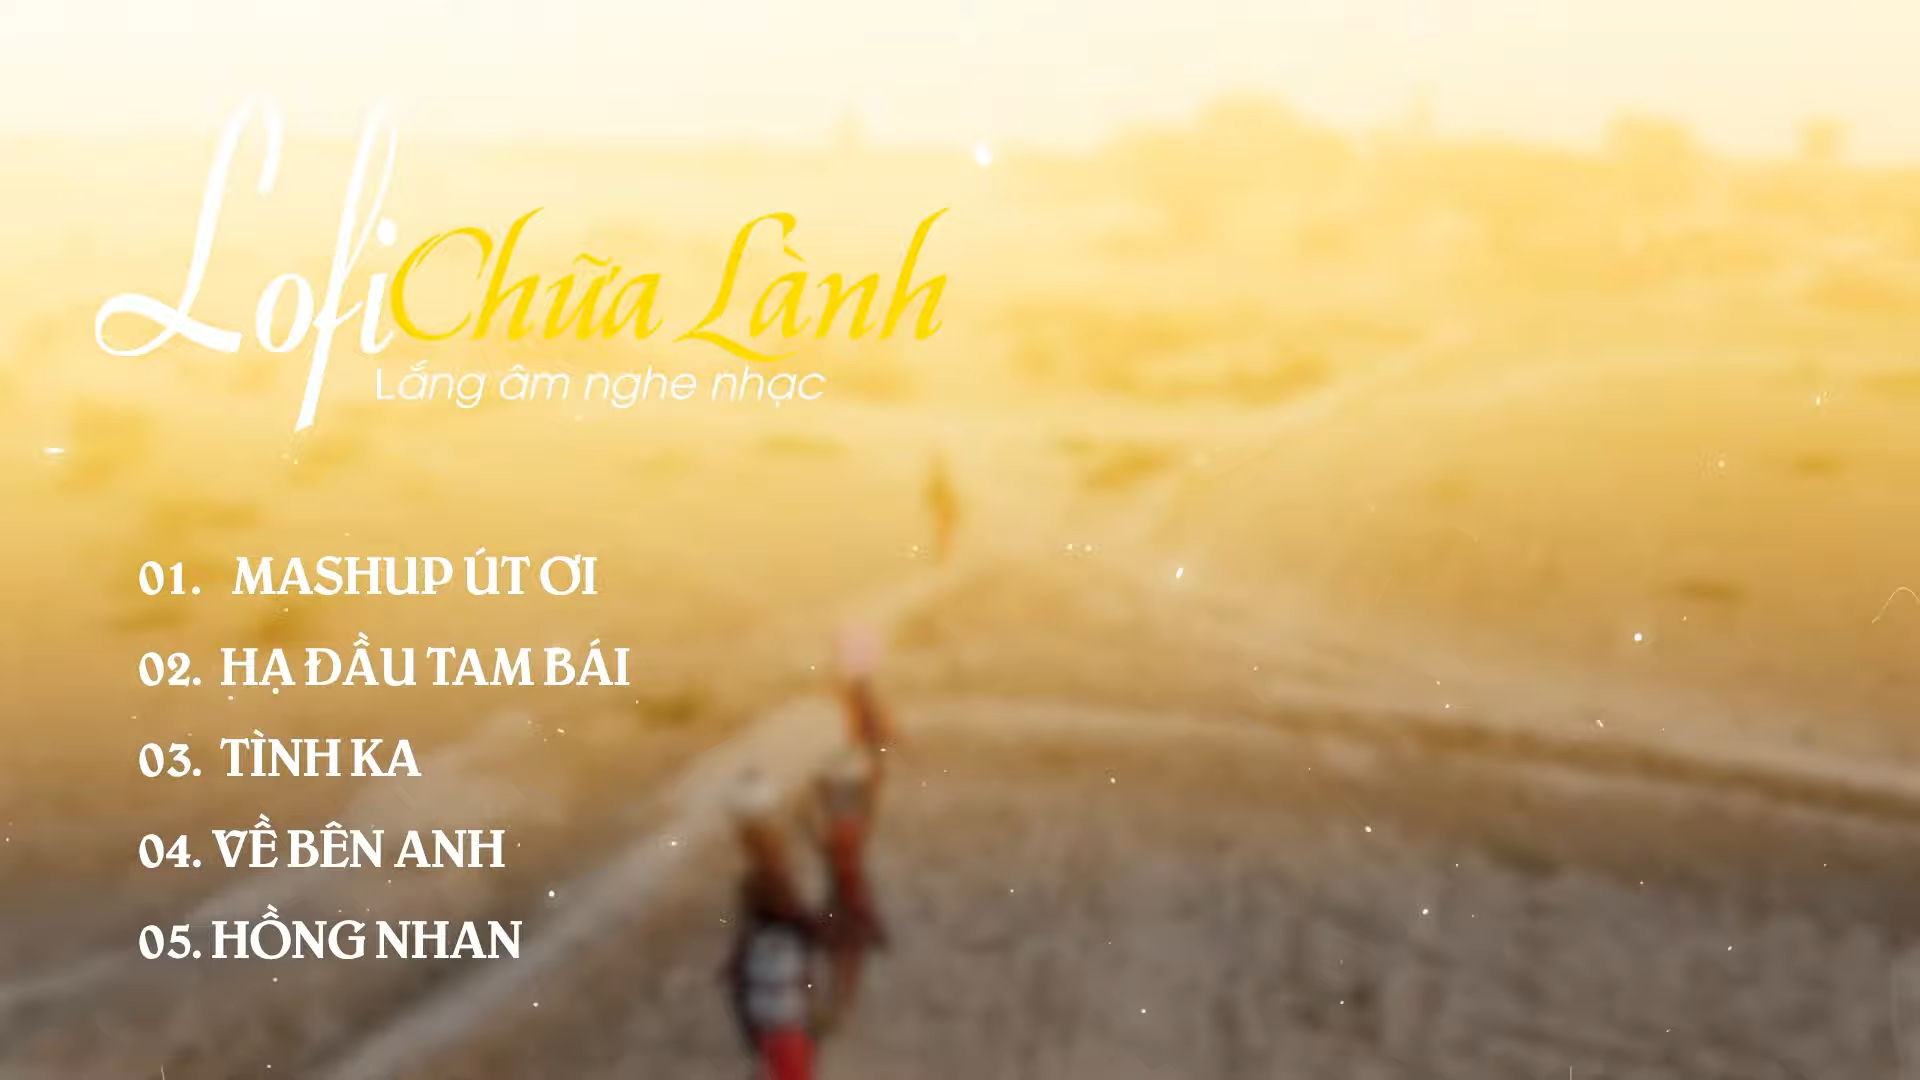 Lofi Chữa Lành
Lắng âm nghe nhạc
01. MASHUP ÚT ƠI
02. HẠ ĐẦU TAM BÁI
03. TÌNH KA
04. VỀ BÊN ANH
05. HỒNG NHAN